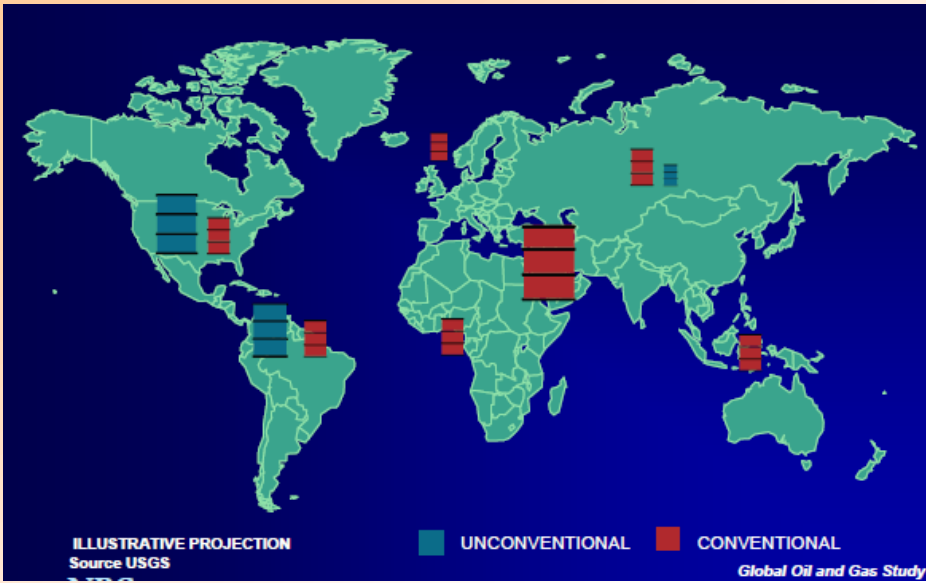 ILLUSTRATIVE PROJECTION
Source USGS
UNCONVENTIONAL
CONVENTIONAL
Global Oil and Gas Study